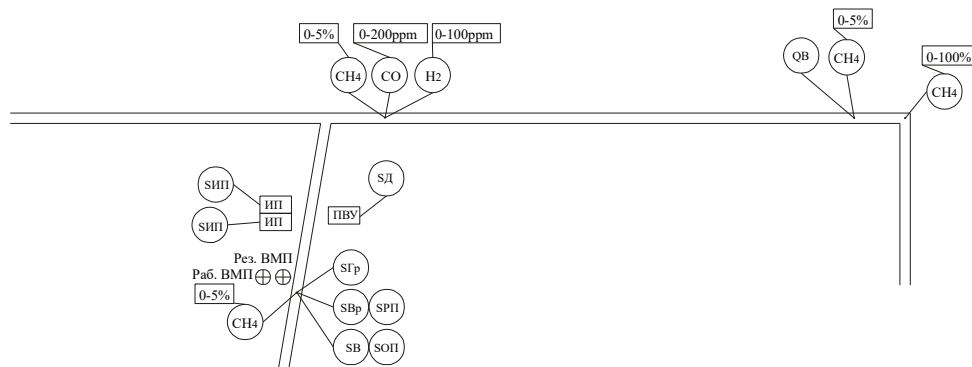 0-5% 0-200ppm 0-100ppm
0-5%
0-100%
CH4 CO H2
QB CH4
CH4
SИП
SД
ИП
ПВУ
SИП
ИП
Рез. ВМП
Раб. ВМП
SГр
0-5%
SВр SРП
CH4
SВ SОП